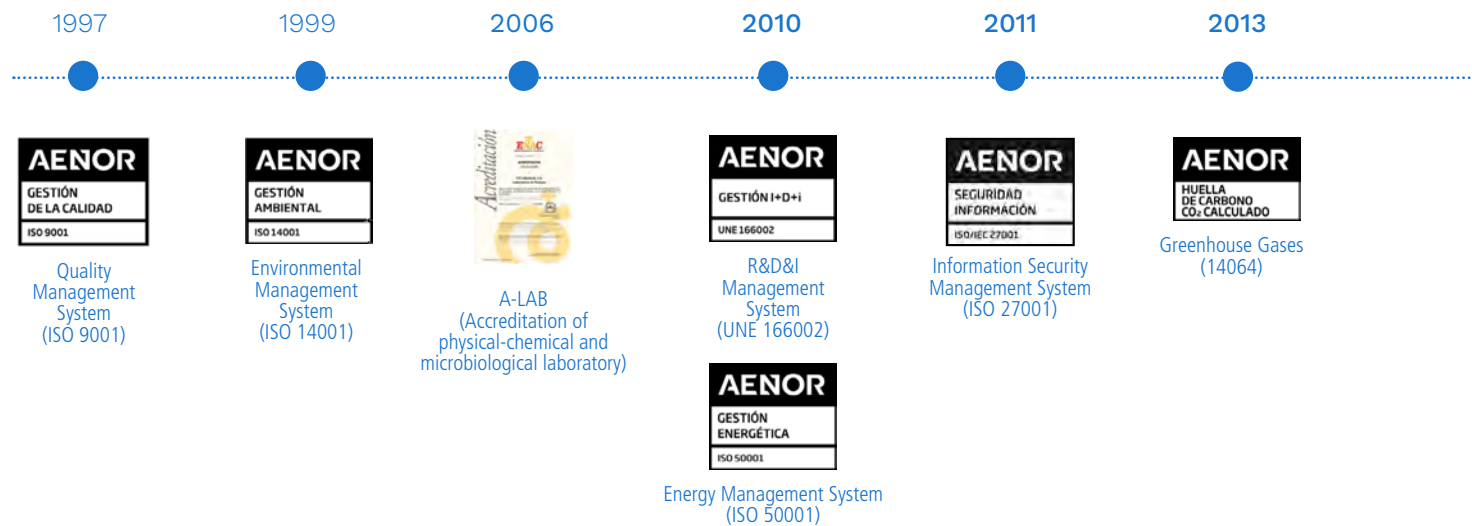 1997
1999
2006
2010
2011
2013
AENOR
GESTIÓN
DE LA CALIDAD
ISO 9001
Quality
Management
System
(ISO 9001)
AENOR
GESTIÓN
AMBIENTAL
ISO 14001
Environmental
Management
System
(ISO 14001)
Acreditación
ENAC
A-LAB
(Accreditation of
physical-chemical and
microbiological laboratory)
AENOR
GESTIÓN I+D+i
UNE 166002
R&D&I
Management
System
(UNE 166002)
AENOR
GESTIÓN
ENERGÉTICA
ISO 50001
Energy Management System
(ISO 50001)
AENOR
SEGURIDAD
INFORMACIÓN
ISO/IEC 27001
Information Security
Management System
(ISO 27001)
AENOR
HUELLA
DE CARBONO
CO₂ CALCULADO
Greenhouse Gases
(14064)